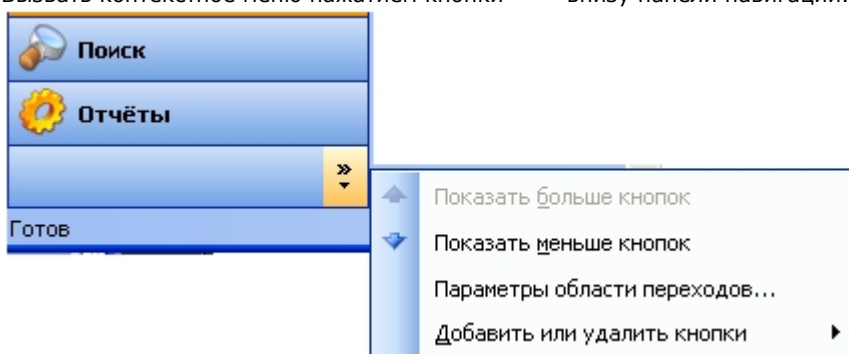 Вызвать контекстное меню нажатием кнопки внизу панели навигации.
Поиск
Отчёты
»
Показать больше кнопок
Готов
Показать меньше кнопок
Параметры области переходов...
Добавить или удалить кнопки